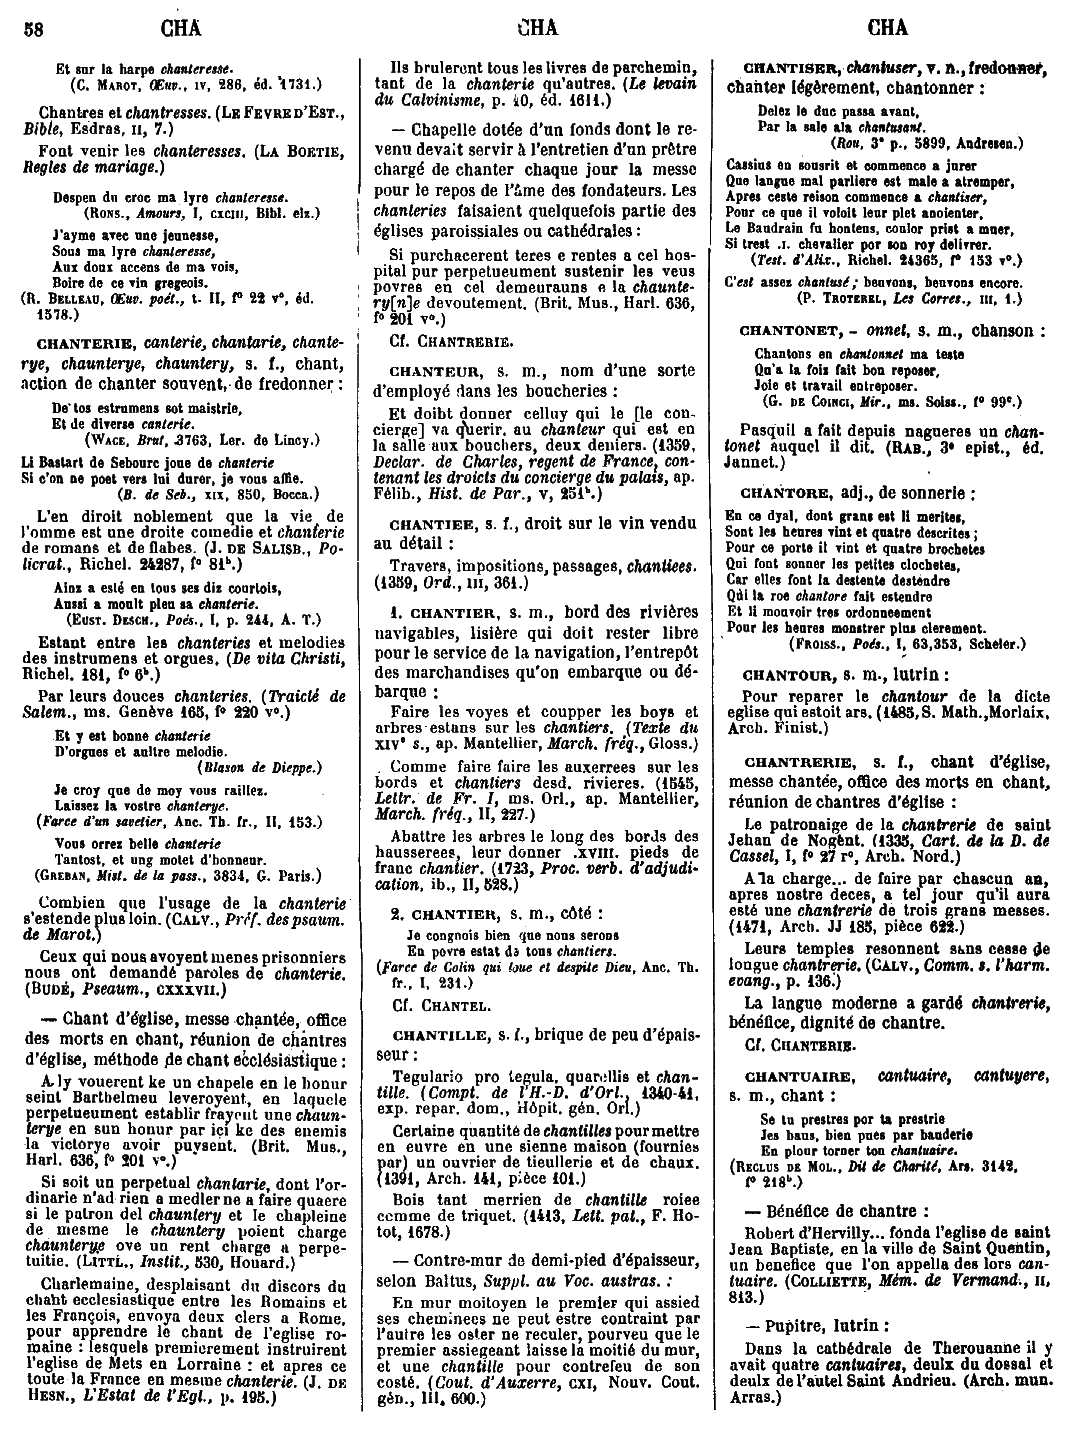 58 CHA CHA CHA
Et sur la harpe chanteresse.
(C. MAROT, Œuv., IV, 286, éd. 1731.)
Chantres et chantresses. (LE FEVRE D'EST.,
Bible, Esdras, II, 7.)
Font venir les chanteresses. (LA BOETIE,
Regles de mariage.)
Despen du croc ma lyre chanteresse.
(RONS., Amours, I, CXCIII, Bibl. elz.)
J'ayme avec une jeunesse,
Sous ma lyre chanteresse,
Aux doux accens de ma vois,
Boire de ce vin gregeois.
(R. BELLEAU, Œuv. poét., t. II, f° 22 v°, éd.
1578.)
CHANTERIE, canterie, chantarie, chante-
rye, chaunterye, chauntery, s. f., chant,
action de chanter souvent, de fredonner :
De tos estrumens sot maistrie,
Et de diverse canterie.
(WACE, Brut, 3763, Ler. de Lincy.)
Li Bastart de Sebourc joue de chanterie
Si c'on ne poet vers lui durer, je vous affie.
(B. de Seb., XIX, 850, Bocca.)
L'en diroit noblement que la vie de
l'omme est une droite comedie et chanterie
de romans et de flabes. (J. DE SALISB., Po-
licrat., Richel. 24287, f° 81ᵇ.)
Ainz a esté en tous ses diz courtois,
Aussi a moult pleu sa chanterie.
(EUST. DESCH., Poés., I, p. 244, A. T.)
Estant entre les chanteries et melodies
des instrumens et orgues. (De vita Christi,
Richel. 181, f° 6ᵇ.)
Par leurs douces chanteries. (Traicté de
Salem., ms. Genève 165, f° 220 v°.)
Et y est bonne chanterie
D'orgues et aultre melodie.
(Blason de Dieppe.)
Je croy que de moy vous raillez.
Laissez la vostre chanterye.
(Farce d'un savetier, Anc. Th. fr., II, 153.)
Vous orrez belle chanterie
Tantost, et ung motet d'honneur.
(GREBAN, Mist. de la pass., 3834, G. Paris.)
Combien que l'usage de la chanterie
s'estende plus loin. (CALV., Préf. des psaum.
de Marot.)
Ceux qui nous avoyent menes prisonniers
nous ont demandé paroles de chanterie.
(BUDÉ, Pseaum., CXXXVII.)
— Chant d'église, messe chantée, office
des morts en chant, réunion de chantres
d'église, méthode de chant ecclésiastique :
A ly vouerent ke un chapele en le honur
seint Barthelmeu leveroyent, en laquele
perpetueument establir frayent une chaun-
terye en sun honur par ici ke des enemis
la victorye avoir puysent. (Brit. Mus.,
Harl. 636, f° 201 v°.)
Si soit un perpetual chantarie, dont l'or-
dinarie n'ad rien a medler ne a faire quaere
si le patron del chauntery et le chapleine
de mesme le chauntery poient charge
chaunterye ove un rent charge a perpe-
tuitie. (LITTL., Instit., 530, Houard.)
Charlemaine, desplaisant du discors du
chant ecclesiastique entre les Romains et
les François, envoya deux clers a Rome,
pour apprendre le chant de l'eglise ro-
maine : lesquels premierement instruirent
l'eglise de Mets en Lorraine : et apres ce
toute la France en mesme chanterie. (J. DE
HESN., L'Estat de l'Egl., p. 195.)
Ils bruleront tous les livres de parchemin,
tant de la chanterie qu'autres. (Le levain
du Calvinisme, p. 40, éd. 1611.)
— Chapelle dotée d'un fonds dont le re-
venu devait servir à l'entretien d'un prêtre
chargé de chanter chaque jour la messe
pour le repos de l'âme des fondateurs. Les
chanteries faisaient quelquefois partie des
églises paroissiales ou cathédrales :
Si purchacerent teres e rentes a cel hos-
pital pur perpetueument sustenir les veus
povres en cel demeurauns e la chaunte-
ry[n]e devoutement. (Brit. Mus., Harl. 636,
f° 201 v°.)
Cf. CHANTRERIE.
CHANTEUR, s. m., nom d'une sorte
d'employé dans les boucheries :
Et doibt donner celluy qui le [le con-
cierge] va querir, au chanteur qui est en
la salle aux bouchers, deux deniers. (1359,
Declar. de Charles, regent de France, con-
tenant les droicts du concierge du palais, ap.
Félib., Hist. de Par., V, 251ᵇ.)
CHANTIEE, s. f., droit sur le vin vendu
au détail :
Travers, impositions, passages, chantiees.
(1359, Ord., III, 361.)
1. CHANTIER, s. m., bord des rivières
navigables, lisière qui doit rester libre
pour le service de la navigation, l'entrepôt
des marchandises qu'on embarque ou dé-
barque :
Faire les voyes et coupper les boys et
arbres estans sur les chantiers. (Texte du
XIVᵉ s., ap. Mantellier, March. fréq., Gloss.)
Comme faire faire les auxerrees sur les
bords et chantiers desd. rivieres. (1545,
Lettr. de Fr. I, ms. Orl., ap. Mantellier,
March. fréq., II, 227.)
Abattre les arbres le long des bords des
haussereés, leur donner .XVIII. pieds de
franc chantier. (1723, Proc. verb. d'adjudi-
cation, ib., II, 528.)
2. CHANTIER, s. m., côté :
Je congnois bien que nous serons
En povre estat de tous chantiers.
(Farce de Colin qui loue et despite Dieu, Anc. Th.
fr., I, 231.)
Cf. CHANTEL.
CHANTILLE, s. f., brique de peu d'épais-
seur :
Tegulario pro tegula, quarellis et chan-
tille. (Compt. de l'H.-D. d'Orl., 1340-41,
exp. repar. dom., Hôpit. gén. Orl.)
Certaine quantité de chantilles pour mettre
en euvre en une sienne maison (fournies
par) un ouvrier de tieullerie et de chaux.
(1391, Arch. 141, pièce 101.)
Bois tant merrien de chantille roiee
comme de triquet. (1413, Lett. pat., F. Ho-
tot, 1678.)
— Contre-mur de demi-pied d'épaisseur,
selon Baltus, Suppl. au Voc. austras. :
En mur moitoyen le premier qui assied
ses cheminees ne peut estre contraint par
l'autre les oster ne reculer, pourveu que le
premier assiegeant laisse la moitié du mur,
et une chantille pour contrefeu de son
costé. (Cout. d'Auxerre, CXI, Nouv. Cout.
gén., III, 600.)
CHANTISER, chantuser, v. n., fredonner,
chanter légèrement, chantonner :
Delez le duc passa avant,
Par la sale ala chantusant.
(Rou, 3ᵉ p., 5899, Andresen.)
Cassius en sousrit et commence a jurer
Que langue mal parliere est male a atremper,
Apres ceste reison commence a chantiser,
Pour ce que il voloit leur plet anoienter.
Le Baudrain fu honteus, coulor prist a muer,
Si trest .I. chevalier por son roy delivrer.
(Test. d'Alix., Richel. 24365, f° 153 v°.)
C'est assez chantusé ; beuvons, beuvons encore.
(P. TROTEREL, Les Corres., III, 1.)
CHANTONET, - onnet, s. m., chanson :
Chantons en chantonnet ma teste
Qu'a la fois fait bon reposer,
Joie et travail entreposer.
(G. DE COINCI, Mir., ms. Soiss., f° 99ᵉ.)
Pasquil a fait depuis nagueres un chan-
tonet auquel il dit. (RAB., 3ᵉ epist., éd.
Jannet.)
CHANTORE, adj., de sonnerie :
En ce dyal, dont grans est li merites,
Sont les heures vint et quatre descrites ;
Pour ce porte il vint et quatre brochetes
Qui font sonner les petites clochetes,
Car elles font la destente destendre
Qui la roe chantore fait estendre
Et li mouvoir tres ordonneement
Pour les heures monstrer plus clerement.
(FROISS., Poés., I, 63,353, Scheler.)
CHANTOUR, s. m., lutrin :
Pour reparer le chantour de la dicte
eglise qui estoit ars. (1485, S. Math., Morlaix,
Arch. Finist.)
CHANTRERIE, s. f., chant d'église,
messe chantée, office des morts en chant,
réunion de chantres d'église :
Le patronaige de la chantrerie de saint
Jehan de Nogent. (1335, Cart. de la D. de
Cassel, I, f° 27 r°, Arch. Nord.)
A la charge... de faire par chascun an,
apres nostre deces, a tel jour qu'il aura
esté une chantrerie de trois grans messes.
(1471, Arch. JJ 185, pièce 622.)
Leurs temples resonnent sans cesse de
longue chantrerie. (CALV., Comm. s. l'harm.
evang., p. 136.)
La langue moderne a gardé chantrerie,
bénéfice, dignité de chantre.
Cf. CHANTERIE.
CHANTUAIRE, cantuaire, cantuyere,
s. m., chant :
Se tu prestres por ta prestrie
Jes bans, bien pues par bauderie
En plour torner ton chantuaire.
(RECLUS DE MOL., Dit de Charité, Ars. 3142,
f° 218ᵇ.)
— Bénéfice de chantre :
Robert d'Hervilly... fonda l'eglise de saint
Jean Baptiste, en la ville de Saint Quentin,
un benefice que l'on appella des lors can-
tuaire. (COLLIETTE, Mém. de Vermand., II,
813.)
— Pupitre, lutrin :
Dans la cathédrale de Therouanne il y
avait quatre cantuaires, deulx du dossal et
deulx de l'autel Saint Andrieu. (Arch. mun.
Arras.)